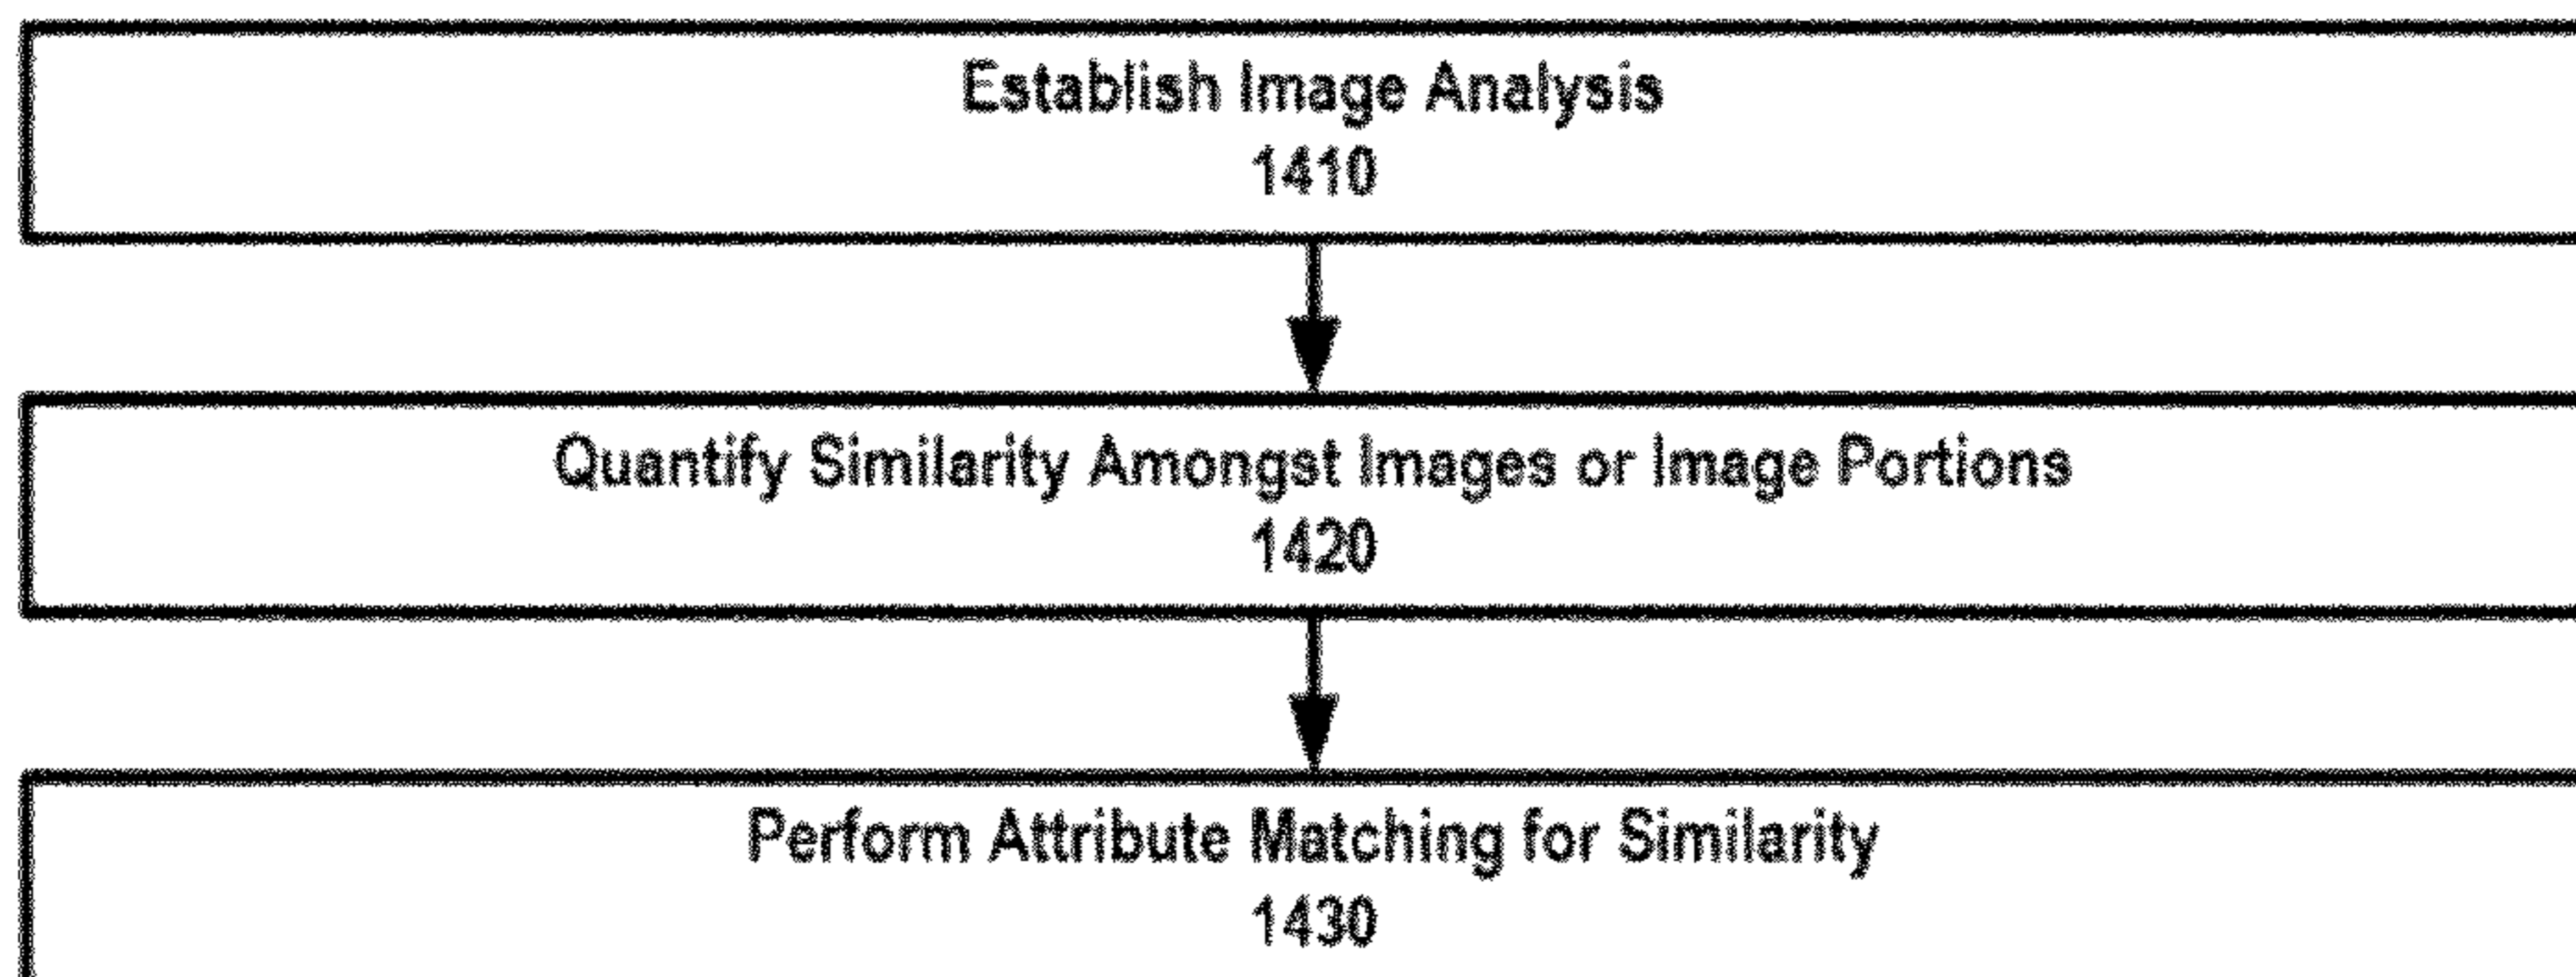 Establish Image Analysis
1410
Quantify Similarity Amongst Images or Image Portions
1420
Perform Attribute Matching for Similarity
1430